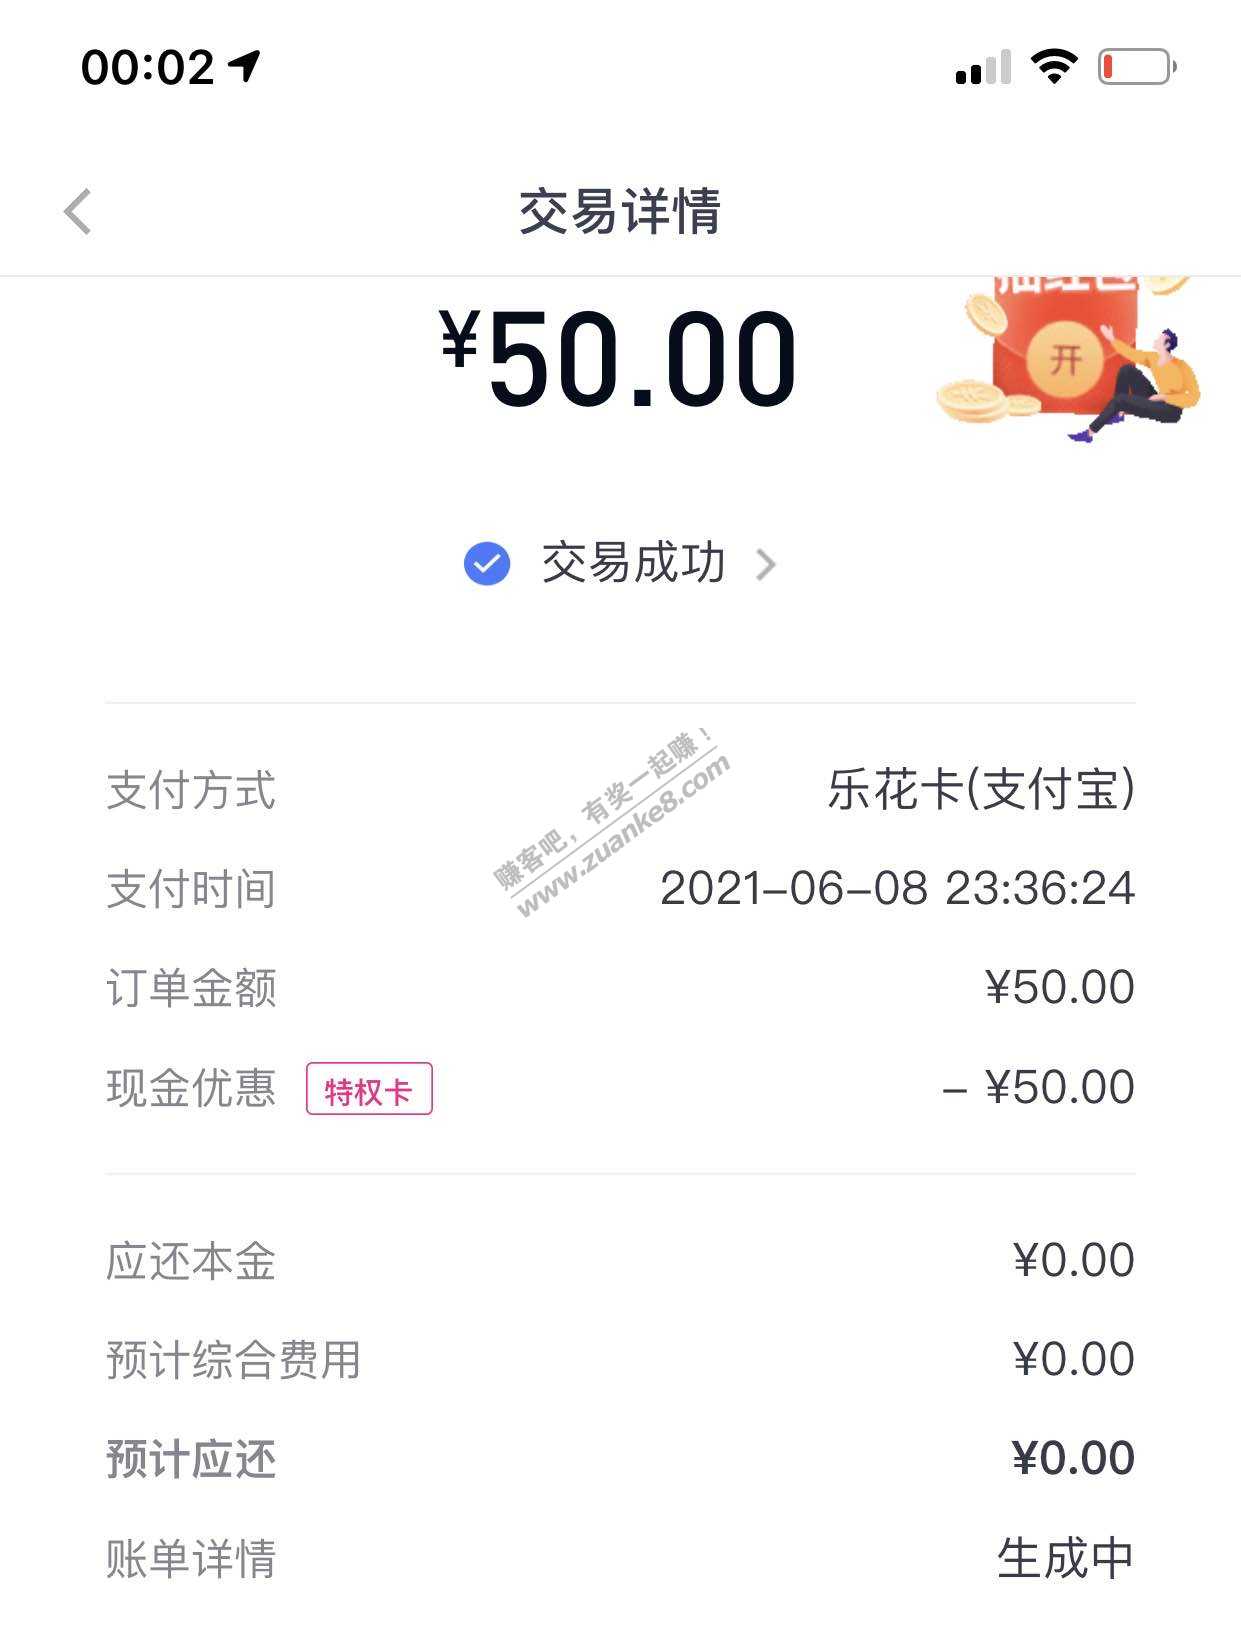 00:02
交易详情
抽红包
¥50.00
开
交易成功
支付方式 乐花卡(支付宝)
赚客吧，有奖一起赚！
www.zuanke8.com
支付时间 2021-06-08 23:36:24
订单金额 ¥50.00
现金优惠 特权卡 - ¥50.00
应还本金 ¥0.00
预计综合费用 ¥0.00
预计应还 ¥0.00
账单详情 生成中